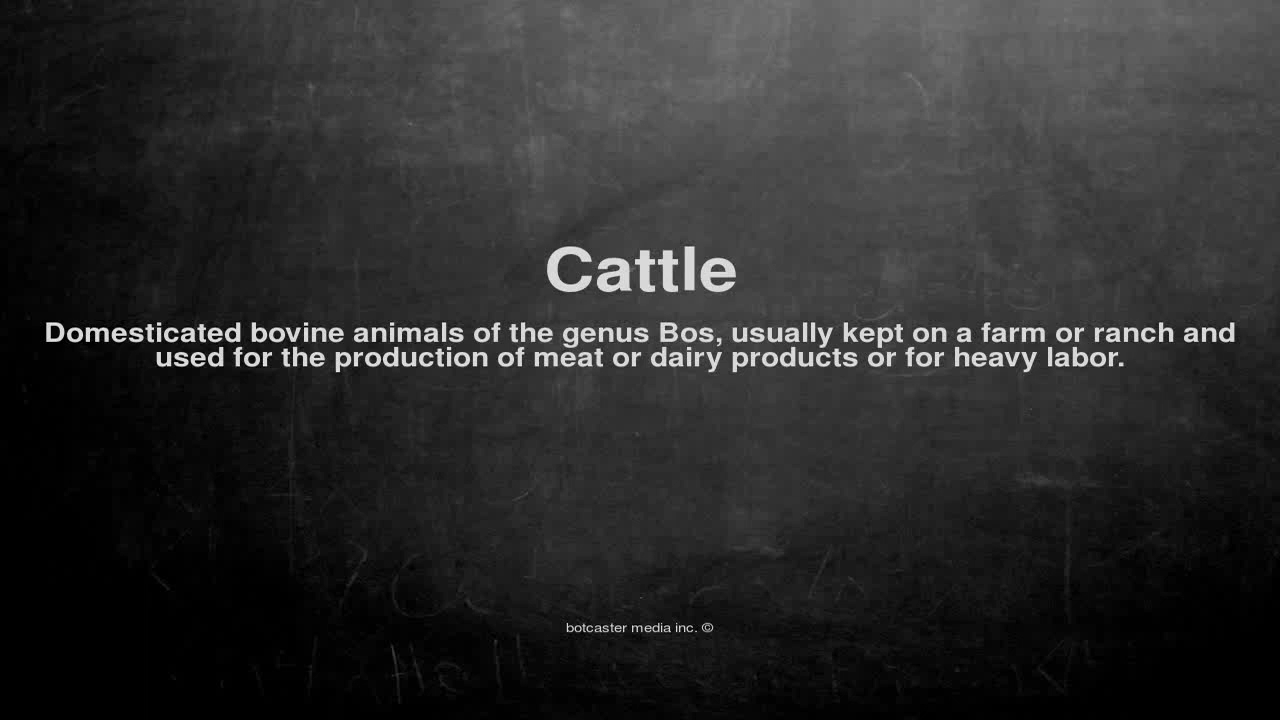 Cattle
Domesticated bovine animals of the genus Bos, usually kept on a farm or ranch and
used for the production of meat or dairy products or for heavy labor.
botcaster media inc. ©